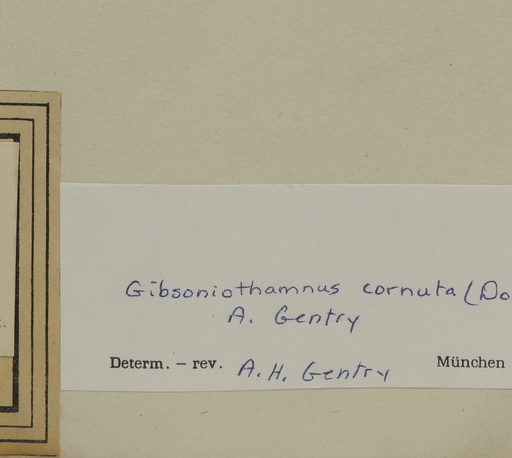 Gibsoniothamnus cornuta (Do
A. Gentry
Determ. — rev. A.H. Gentry München